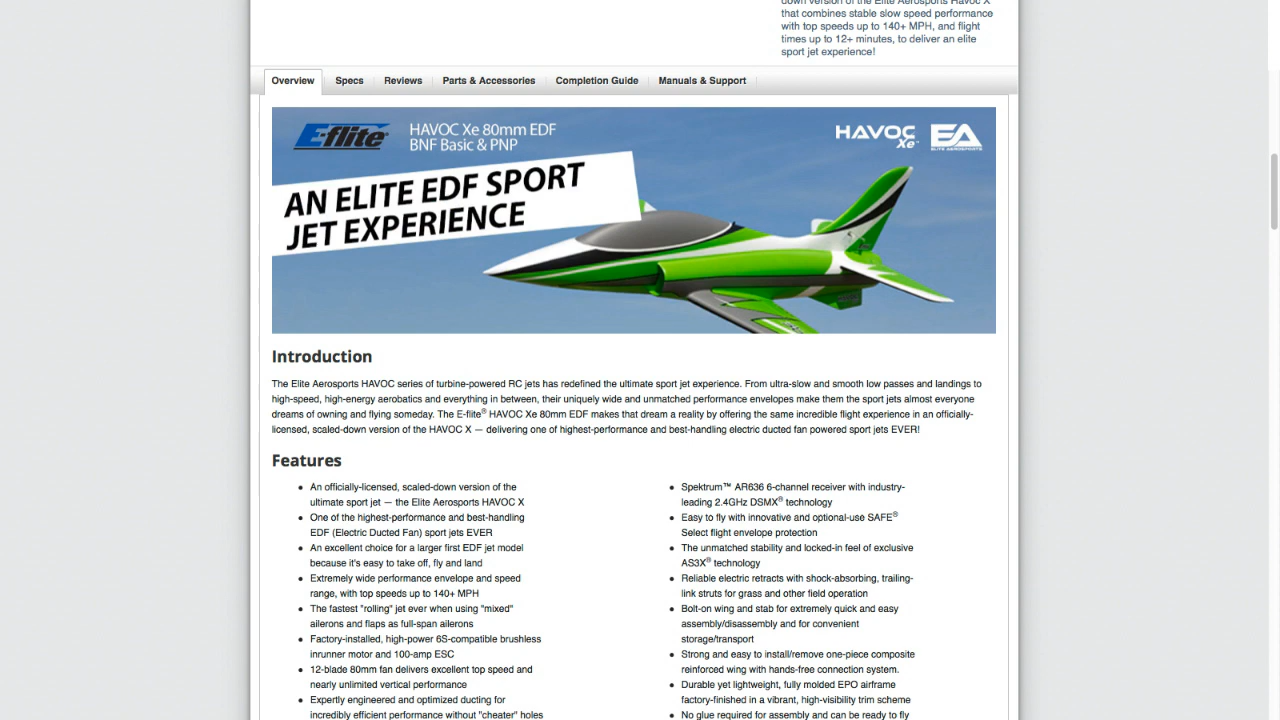 down version of the Elite Aerosports Havoc X
that combines stable slow speed performance
with top speeds up to 140+ MPH, and flight
times up to 12+ minutes, to deliver an elite
sport jet experience!
Overview Specs Reviews Parts & Accessories Completion Guide Manuals & Support
E-flite® HAVOC Xe 80mm EDF
BNF Basic & PNP
HAVOC Xe™ EA
ELITE AEROSPORTS
AN ELITE EDF SPORT
JET EXPERIENCE
Introduction
The Elite Aerosports HAVOC series of turbine-powered RC jets has redefined the ultimate sport jet experience. From ultra-slow and smooth low passes and landings to
high-speed, high-energy aerobatics and everything in between, their uniquely wide and unmatched performance envelopes make them the sport jets almost everyone
dreams of owning and flying someday. The E-flite® HAVOC Xe 80mm EDF makes that dream a reality by offering the same incredible flight experience in an officially-
licensed, scaled-down version of the HAVOC X — delivering one of highest-performance and best-handling electric ducted fan powered sport jets EVER!
Features
• An officially-licensed, scaled-down version of the
ultimate sport jet — the Elite Aerosports HAVOC X
• One of the highest-performance and best-handling
EDF (Electric Ducted Fan) sport jets EVER
• An excellent choice for a larger first EDF jet model
because it's easy to take off, fly and land
• Extremely wide performance envelope and speed
range, with top speeds up to 140+ MPH
• The fastest "rolling" jet ever when using "mixed"
ailerons and flaps as full-span ailerons
• Factory-installed, high-power 6S-compatible brushless
inrunner motor and 100-amp ESC
• 12-blade 80mm fan delivers excellent top speed and
nearly unlimited vertical performance
• Expertly engineered and optimized ducting for
incredibly efficient performance without "cheater" holes
• Spektrum™ AR636 6-channel receiver with industry-
leading 2.4GHz DSMX® technology
• Easy to fly with innovative and optional-use SAFE®
Select flight envelope protection
• The unmatched stability and locked-in feel of exclusive
AS3X® technology
• Reliable electric retracts with shock-absorbing, trailing-
link struts for grass and other field operation
• Bolt-on wing and stab for extremely quick and easy
assembly/disassembly and for convenient
storage/transport
• Strong and easy to install/remove one-piece composite
reinforced wing with hands-free connection system.
• Durable yet lightweight, fully molded EPO airframe
factory-finished in a vibrant, high-visibility trim scheme
• No glue required for assembly and can be ready to fly